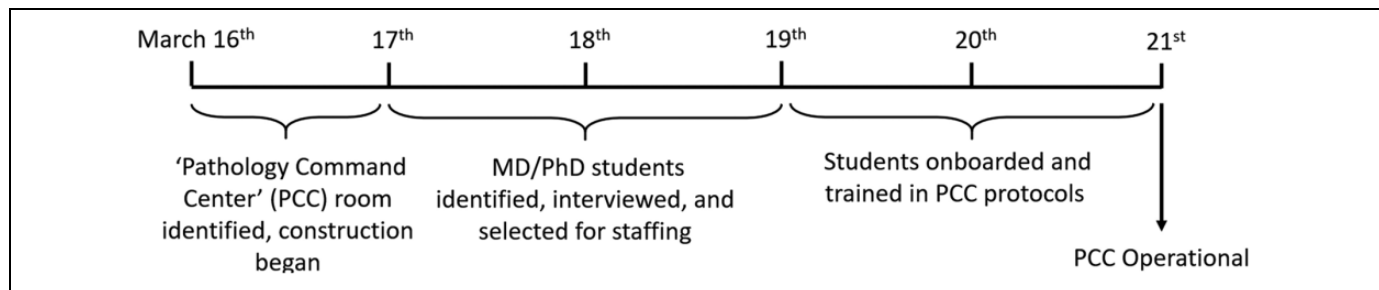 March 16th 17th 18th 19th 20th 21st
‘Pathology Command
Center’ (PCC) room
identified, construction
began
MD/PhD students
identified, interviewed, and
selected for staffing
Students onboarded and
trained in PCC protocols
PCC Operational